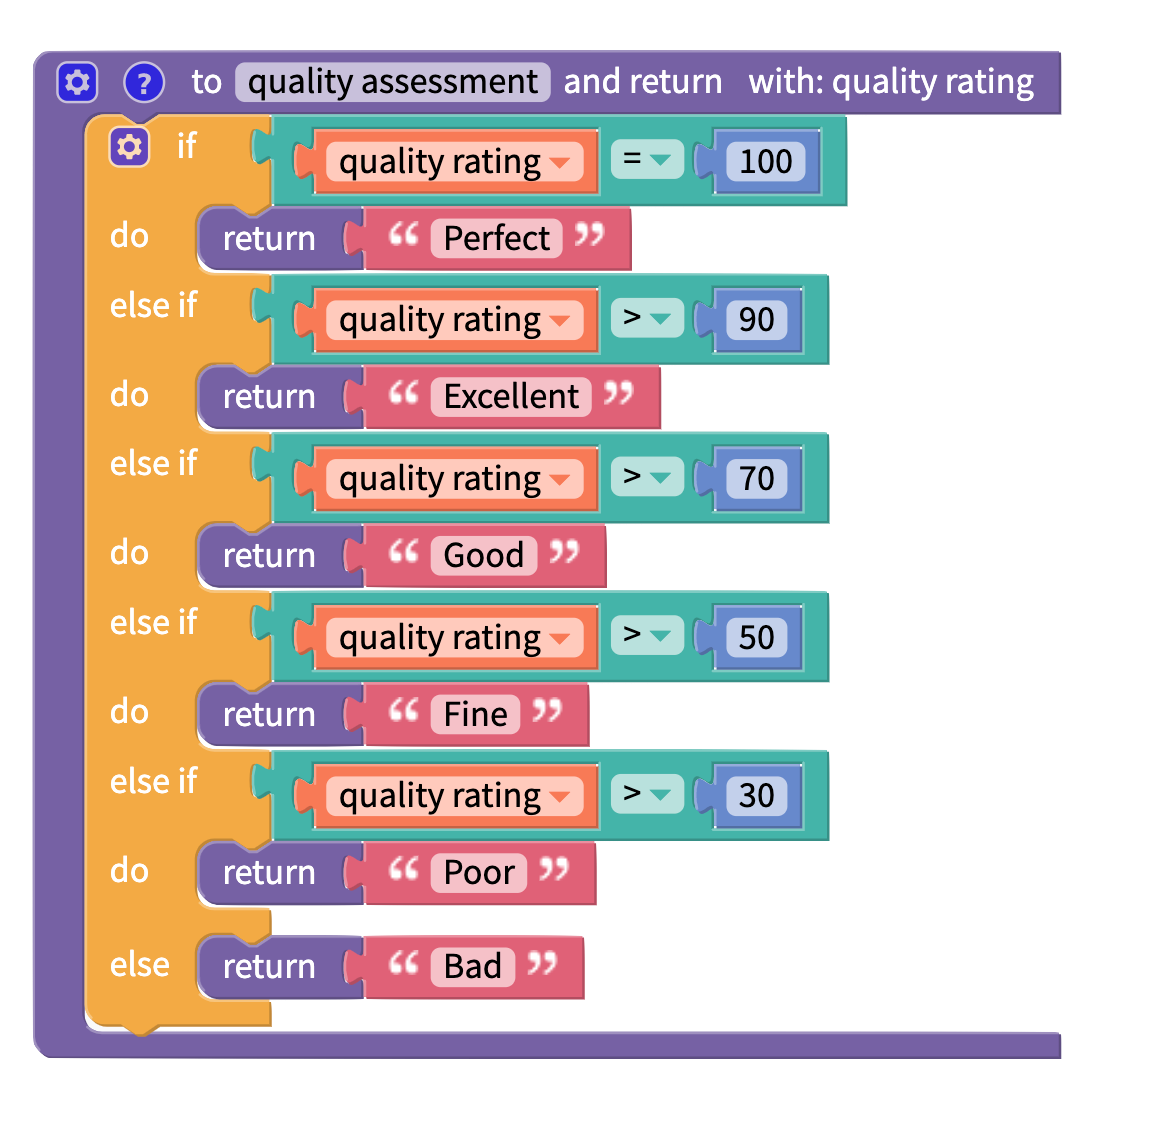 ? to quality assessment and return with: quality rating
if quality rating = 100
do return “ Perfect ”
else if quality rating > 90
do return “ Excellent ”
else if quality rating > 70
do return “ Good ”
else if quality rating > 50
do return “ Fine ”
else if quality rating > 30
do return “ Poor ”
else return “ Bad ”